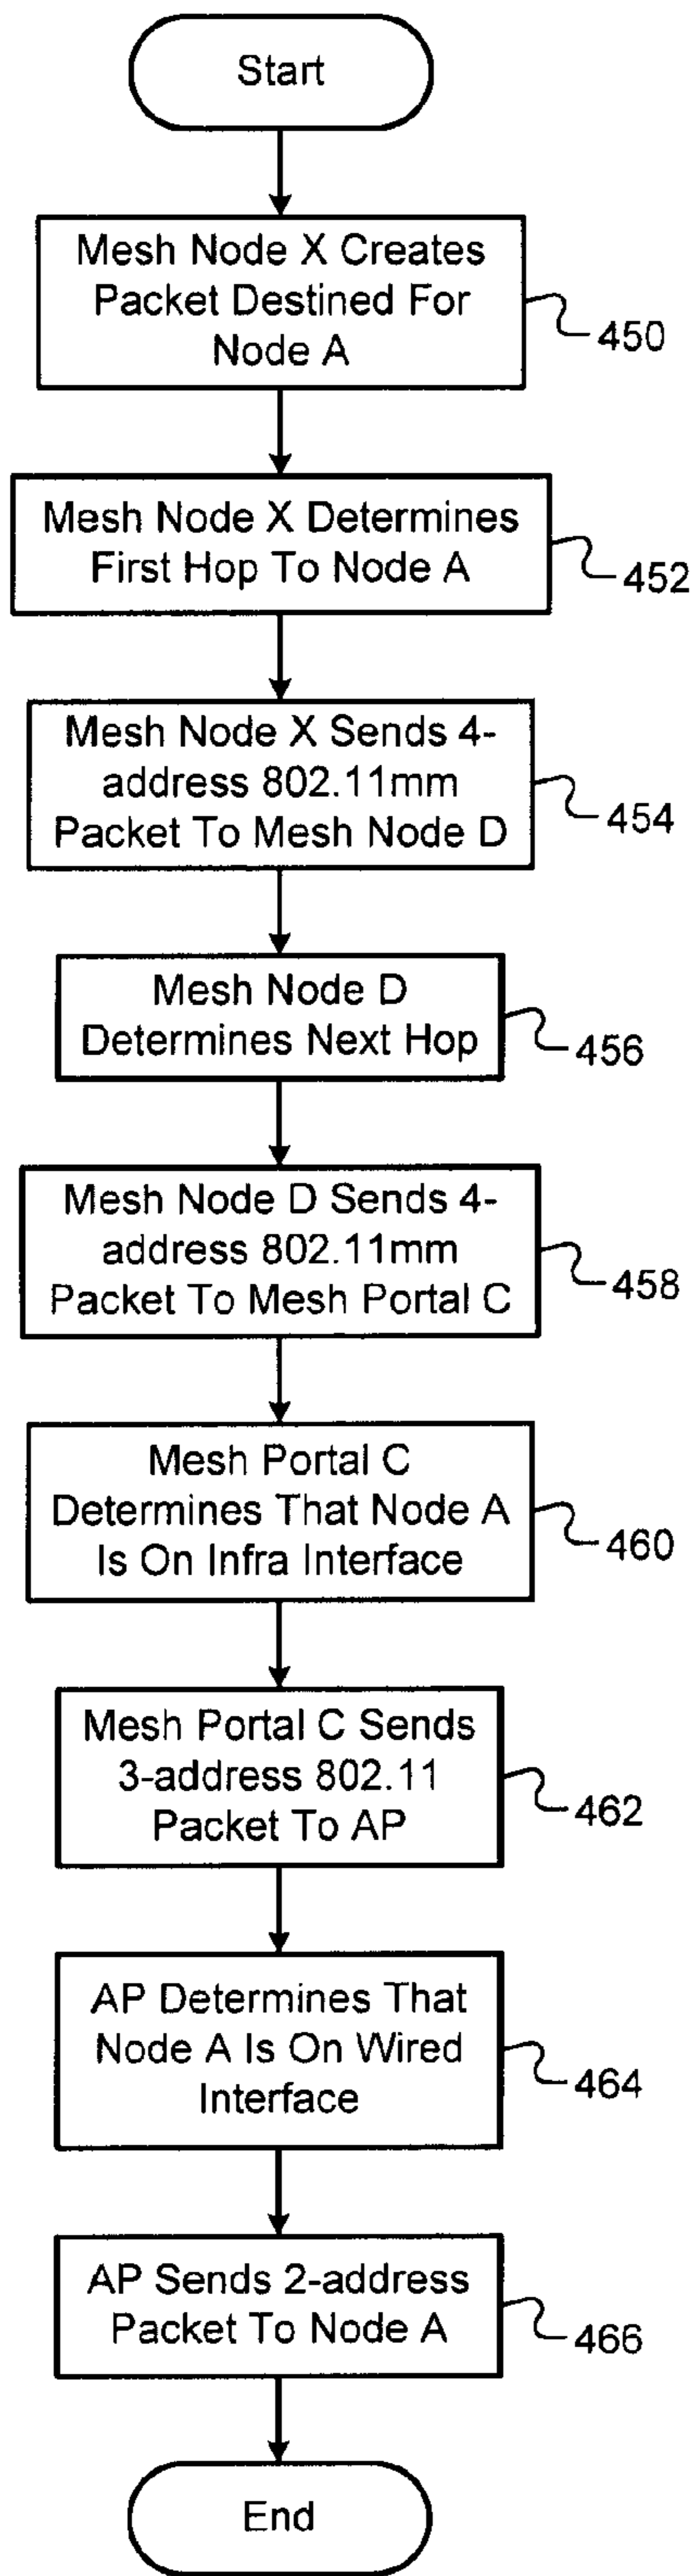 Start
Mesh Node X Creates
Packet Destined For
Node A
450
Mesh Node X Determines
First Hop To Node A
452
Mesh Node X Sends 4-
address 802.11mm
Packet To Mesh Node D
454
Mesh Node D
Determines Next Hop
456
Mesh Node D Sends 4-
address 802.11mm
Packet To Mesh Portal C
458
Mesh Portal C
Determines That Node A
Is On Infra Interface
460
Mesh Portal C Sends
3-address 802.11
Packet To AP
462
AP Determines That
Node A Is On Wired
Interface
464
AP Sends 2-address
Packet To Node A
466
End